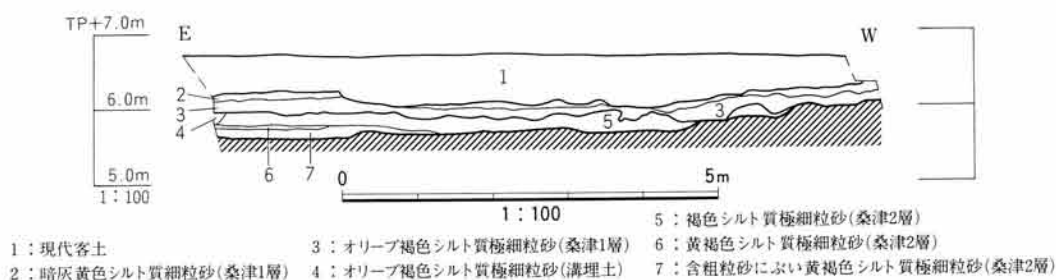 TP+7.0m
E
W
1
2
3
4
6.0m
3
5
6
7
5.0m
1：100
0
5m
1：100
1：現代客土
2：暗灰黄色シルト質細粒砂(桑津1層)
3：オリーブ褐色シルト質極細粒砂(桑津1層)
4：オリーブ褐色シルト質極細粒砂(溝埋土)
5：褐色シルト質極細粒砂(桑津2層)
6：黄褐色シルト質極細粒砂(桑津2層)
7：含粗粒砂にぶい黄褐色シルト質極細粒砂(桑津2層)